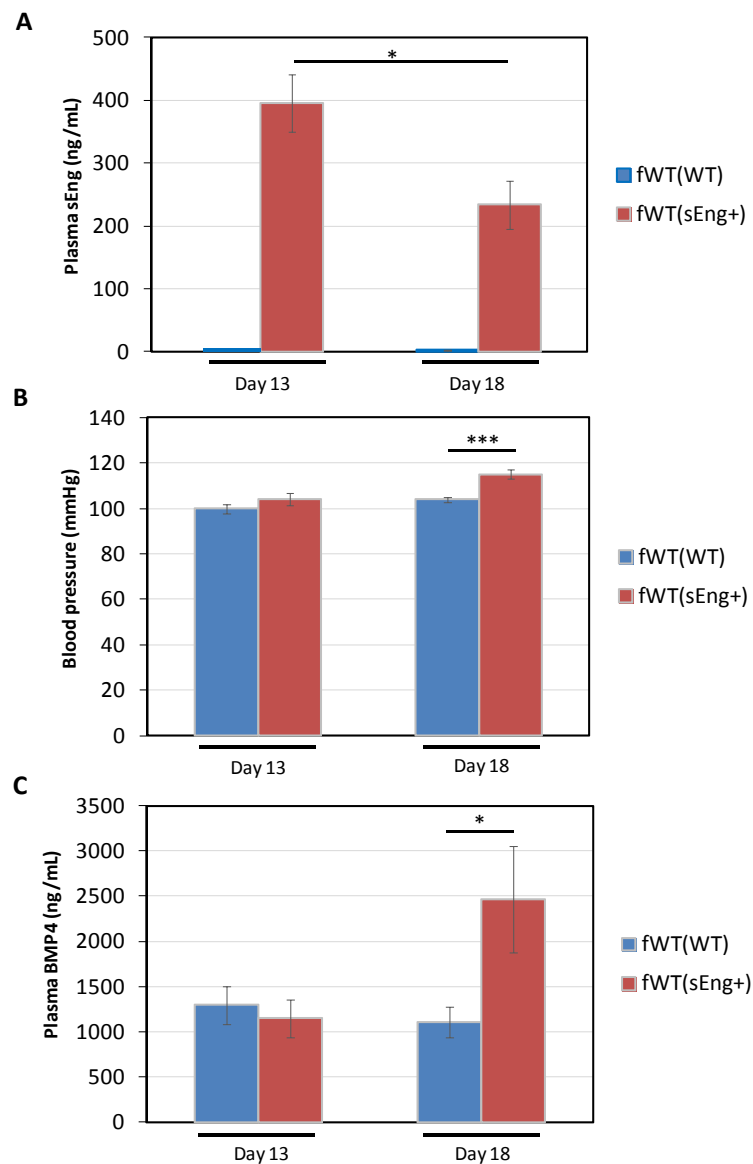 A
Plasma sEng (ng/mL)
500
400
300
200
100
0
*
Day 13
Day 18
fWT(WT)
fWT(sEng+)
B
Blood pressure (mmHg)
140
120
100
80
60
40
20
0
***
Day 13
Day 18
fWT(WT)
fWT(sEng+)
C
Plasma BMP4 (ng/mL)
3500
3000
2500
2000
1500
1000
500
0
*
Day 13
Day 18
fWT(WT)
fWT(sEng+)